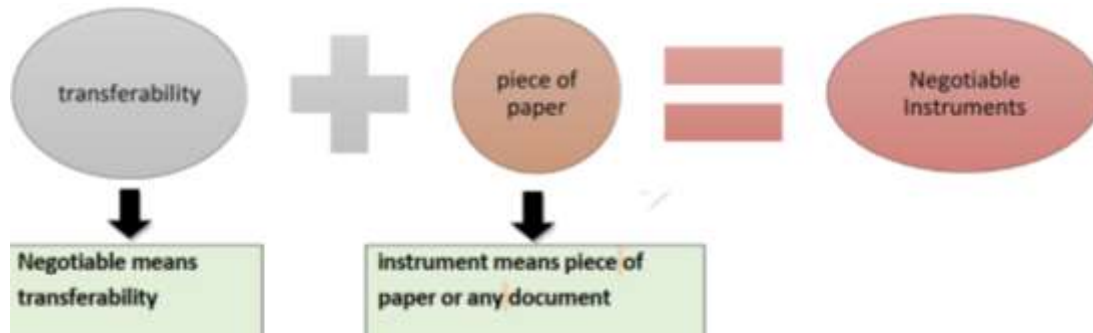 transferability
piece of
paper
Negotiable
Instruments
Negotiable means
transferability
instrument means piece of
paper or any document